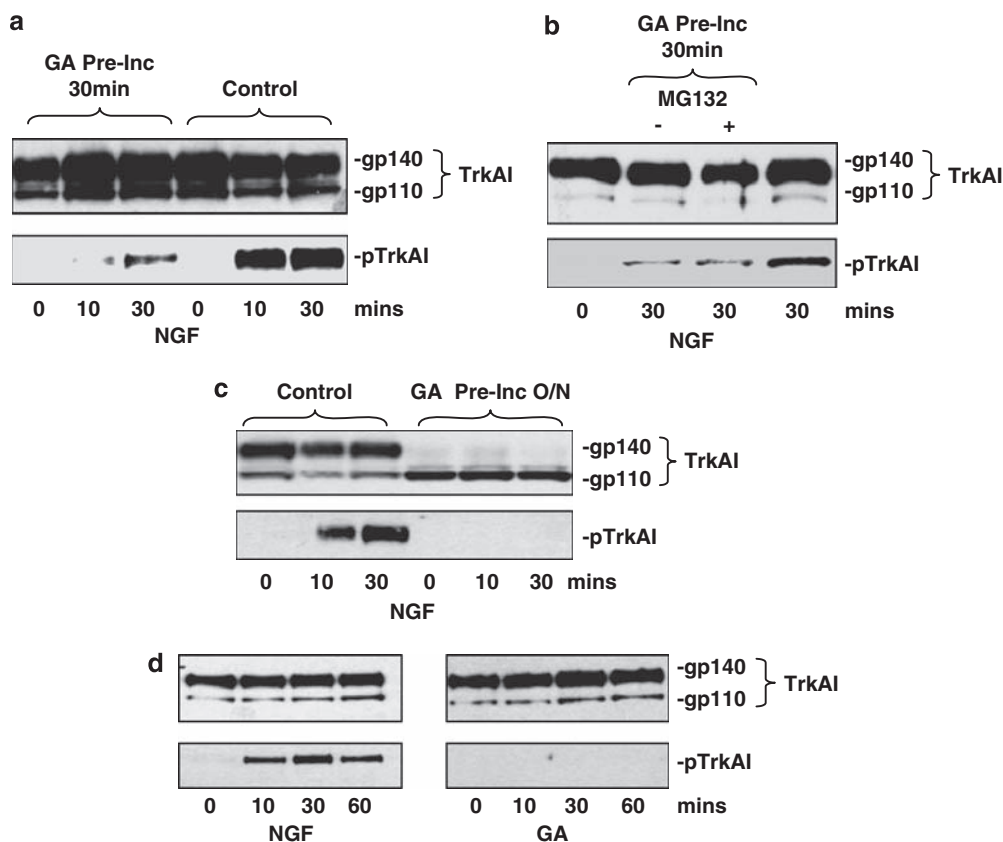 a
GA Pre-Inc
30min
Control
-gp140
-gp110
TrkAI
-pTrkAI
0 10 30 0 10 30 mins
NGF
b
GA Pre-Inc
30min
MG132
- +
-gp140
-gp110
TrkAI
-pTrkAI
0 30 30 30 mins
NGF
c
Control GA Pre-Inc O/N
-gp140
-gp110
TrkAI
-pTrkAI
0 10 30 0 10 30 mins
NGF
d
-gp140
-gp110
TrkAI
-pTrkAI
0 10 30 60 0 10 30 60 mins
NGF GA